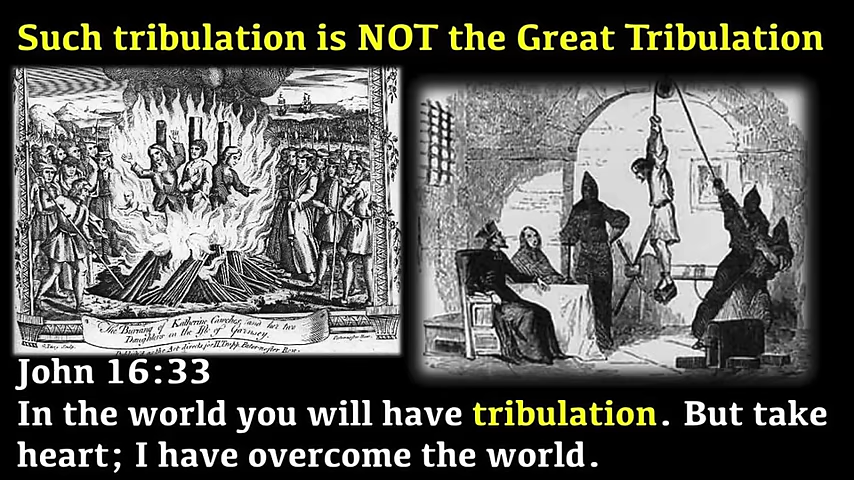 Such tribulation is NOT the Great Tribulation
The Burning of Katherine Cawches, and her two
Daughters in the Isle of Garnsey.
John 16:33
In the world you will have tribulation. But take
heart; I have overcome the world.